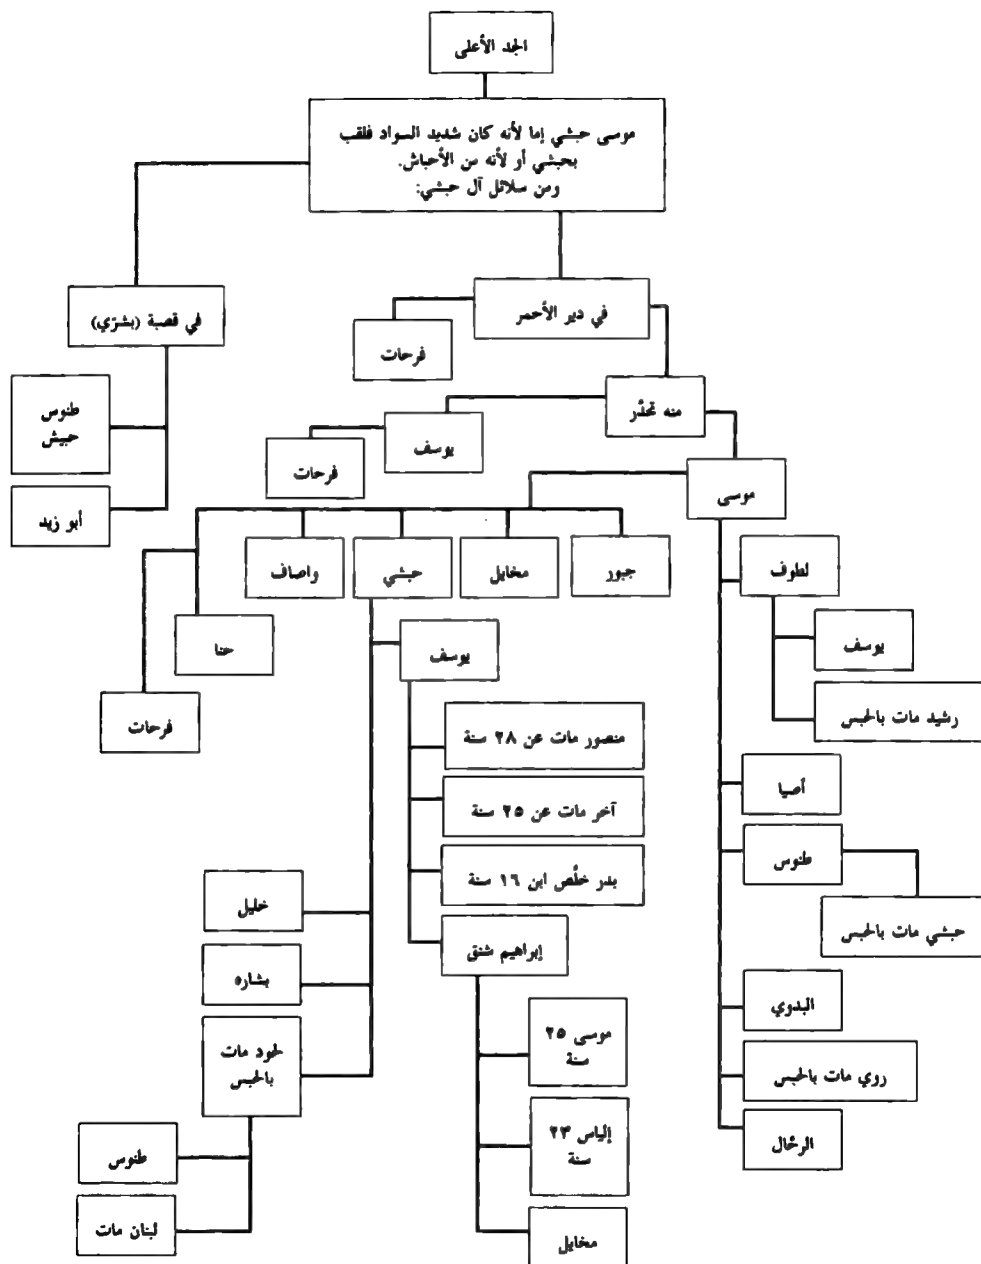 الجد الأعلى
موسى حبشي إما لأنه كان شديد السواد فلقب
بحبشي أو لأنه من الأحباش.
ومن سلائل آل حبشي:
في دير الأحمر
في قصبة (بشرّي)
فرحات
منه تحدَّر
طنوس
حبيش
يوسف
فرحات
موسى
أبو زيد
لطوف
جبور
مخايل
حبشي
واصاف
حنا
فرحات
يوسف
يوسف
رشيد مات بالحبس
منصور مات عن ٢٨ سنة
آخر مات عن ٢٥ سنة
أصيا
طنوس
بدر خلَّص ابن ١٦ سنة
خليل
حبشي مات بالحبس
إبراهيم شنق
بشاره
البدوي
موسى ٢٥
سنة
لحود مات
بالحبس
روي مات بالحبس
الرحَّال
إلياس ٢٣
سنة
طنوس
لبنان مات
مخايل